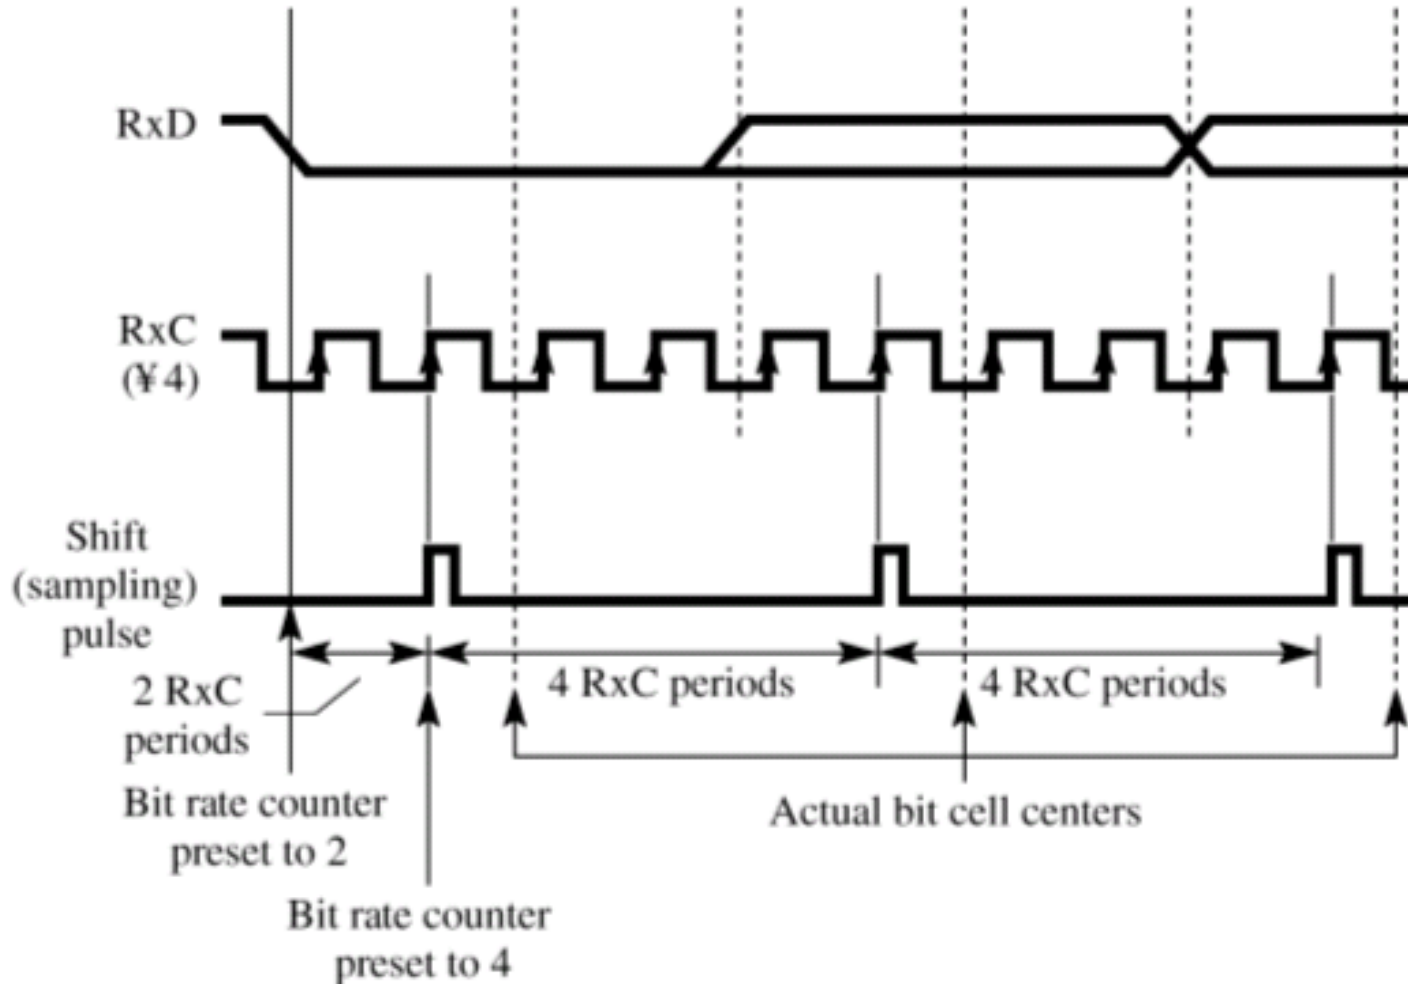 RxD
RxC
(¥ 4)
Shift
(sampling)
pulse
2 RxC
periods
4 RxC periods
4 RxC periods
Bit rate counter
preset to 2
Actual bit cell centers
Bit rate counter
preset to 4